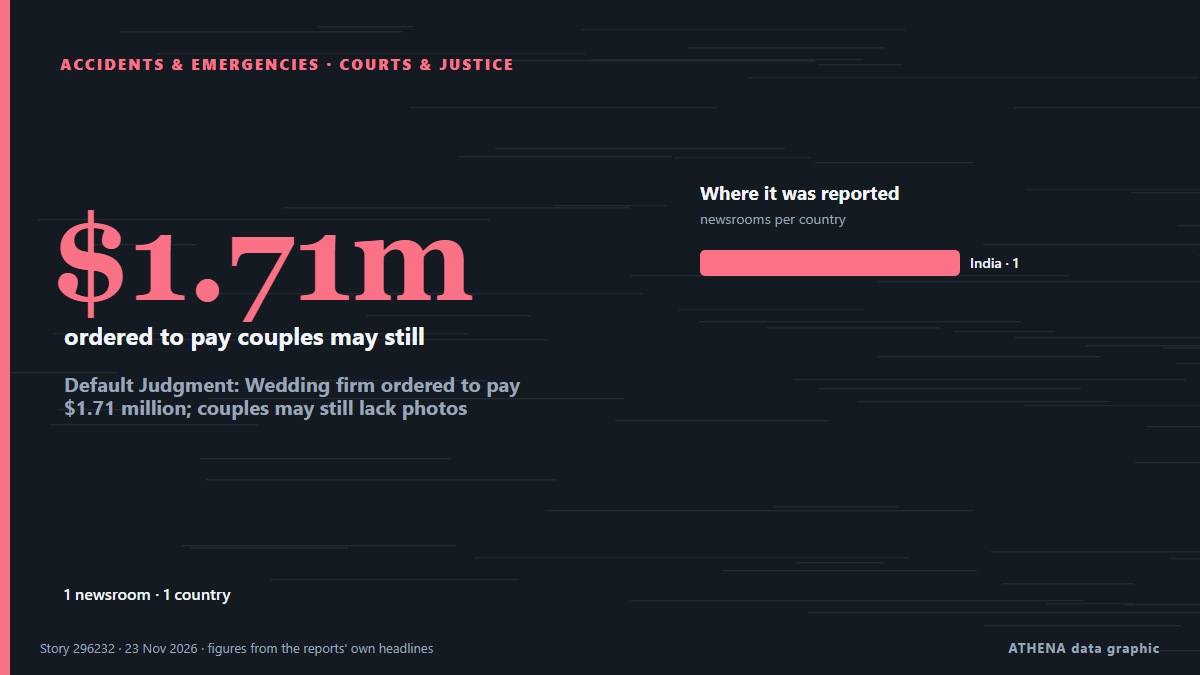 ACCIDENTS & EMERGENCIES · COURTS & JUSTICE
$1.71m
ordered to pay couples may still
Default Judgment: Wedding firm ordered to pay
$1.71 million; couples may still lack photos
Where it was reported
newsrooms per country
India · 1
1 newsroom · 1 country
Story 296232 · 23 Nov 2026 · figures from the reports' own headlines
ATHENA data graphic